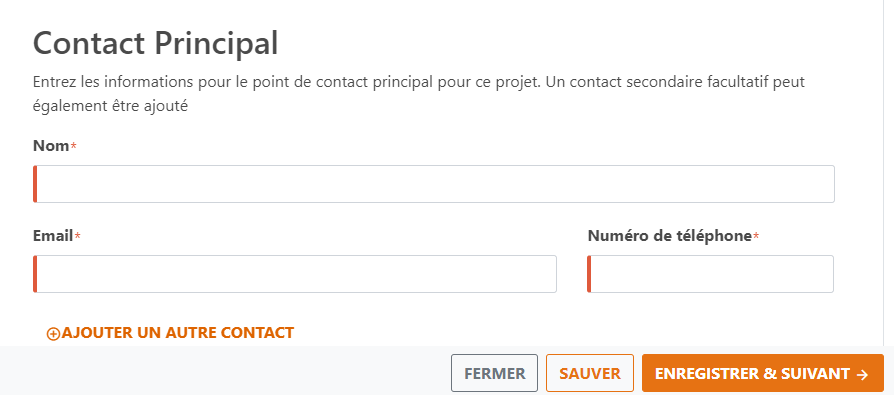 Contact Principal
Entrez les informations pour le point de contact principal pour ce projet. Un contact secondaire facultatif peut
également être ajouté
Nom*
Email*
Numéro de téléphone*
AJOUTER UN AUTRE CONTACT
FERMER
SAUVER
ENREGISTRER & SUIVANT →